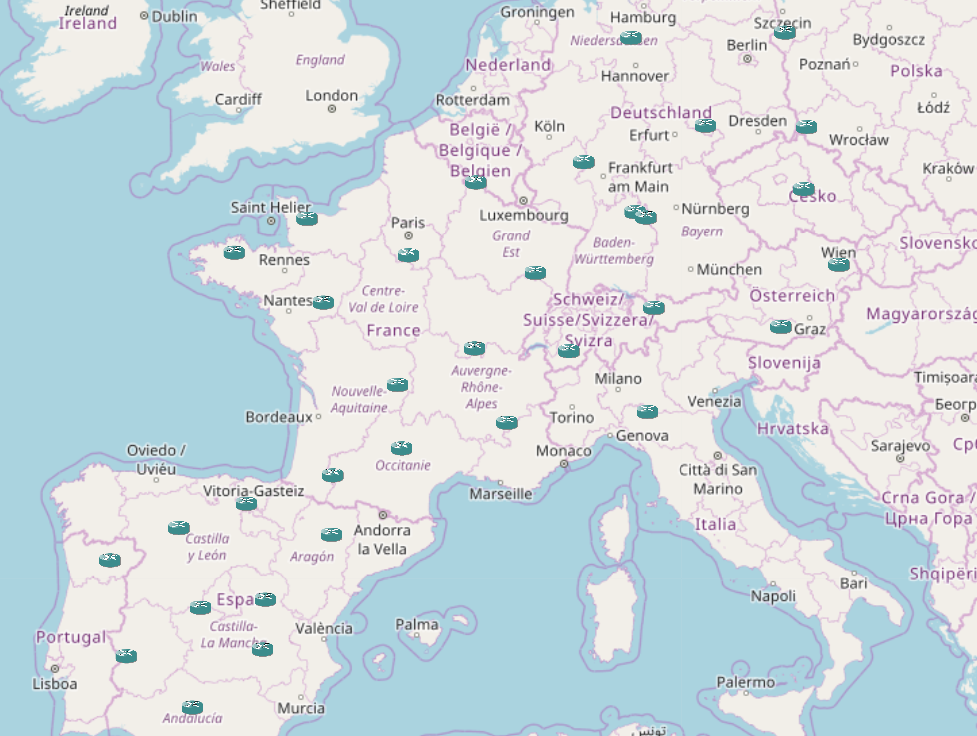 Sheffield
Groningen
Hamburg
Ireland
Ireland
Dublin
Szczecin
Berlin
Bydgoszcz
Wales
England
Nederland
Hannover
Poznań
Polska
Cardiff
London
Rotterdam
Deutschland
Łódź
België /
Belgique /
Belgien
Köln
Erfurt
Dresden
Wrocław
Frankfurt
am Main
Kraków
Česko
Saint Helier
Paris
Luxembourg
Nürnberg
Grand
Est
Baden-
Württemberg
Bayern
Rennes
München
Wien
Slovensko
Nantes
Centre-
Val de Loire
Schweiz/
Suisse/Svizzera/
Svizra
Österreich
Graz
Magyarország
France
Slovenija
Nouvelle-
Aquitaine
Auvergne-
Rhône-
Alpes
Milano
Venezia
Timișoara
Bordeaux
Torino
Genova
Hrvatska
Београд
Oviedo /
Uviéu
Occitanie
Monaco
Città di San
Marino
Sarajevo
Vitoria-Gasteiz
Marseille
Crna Gora /
Црна Гора
Andorra
la Vella
Italia
Castilla
y León
Aragón
Shqipëri
Napoli
Bari
Palma
València
Castilla-
Portugal
Lisboa
Palermo
Murcia
Andalucía
تونس